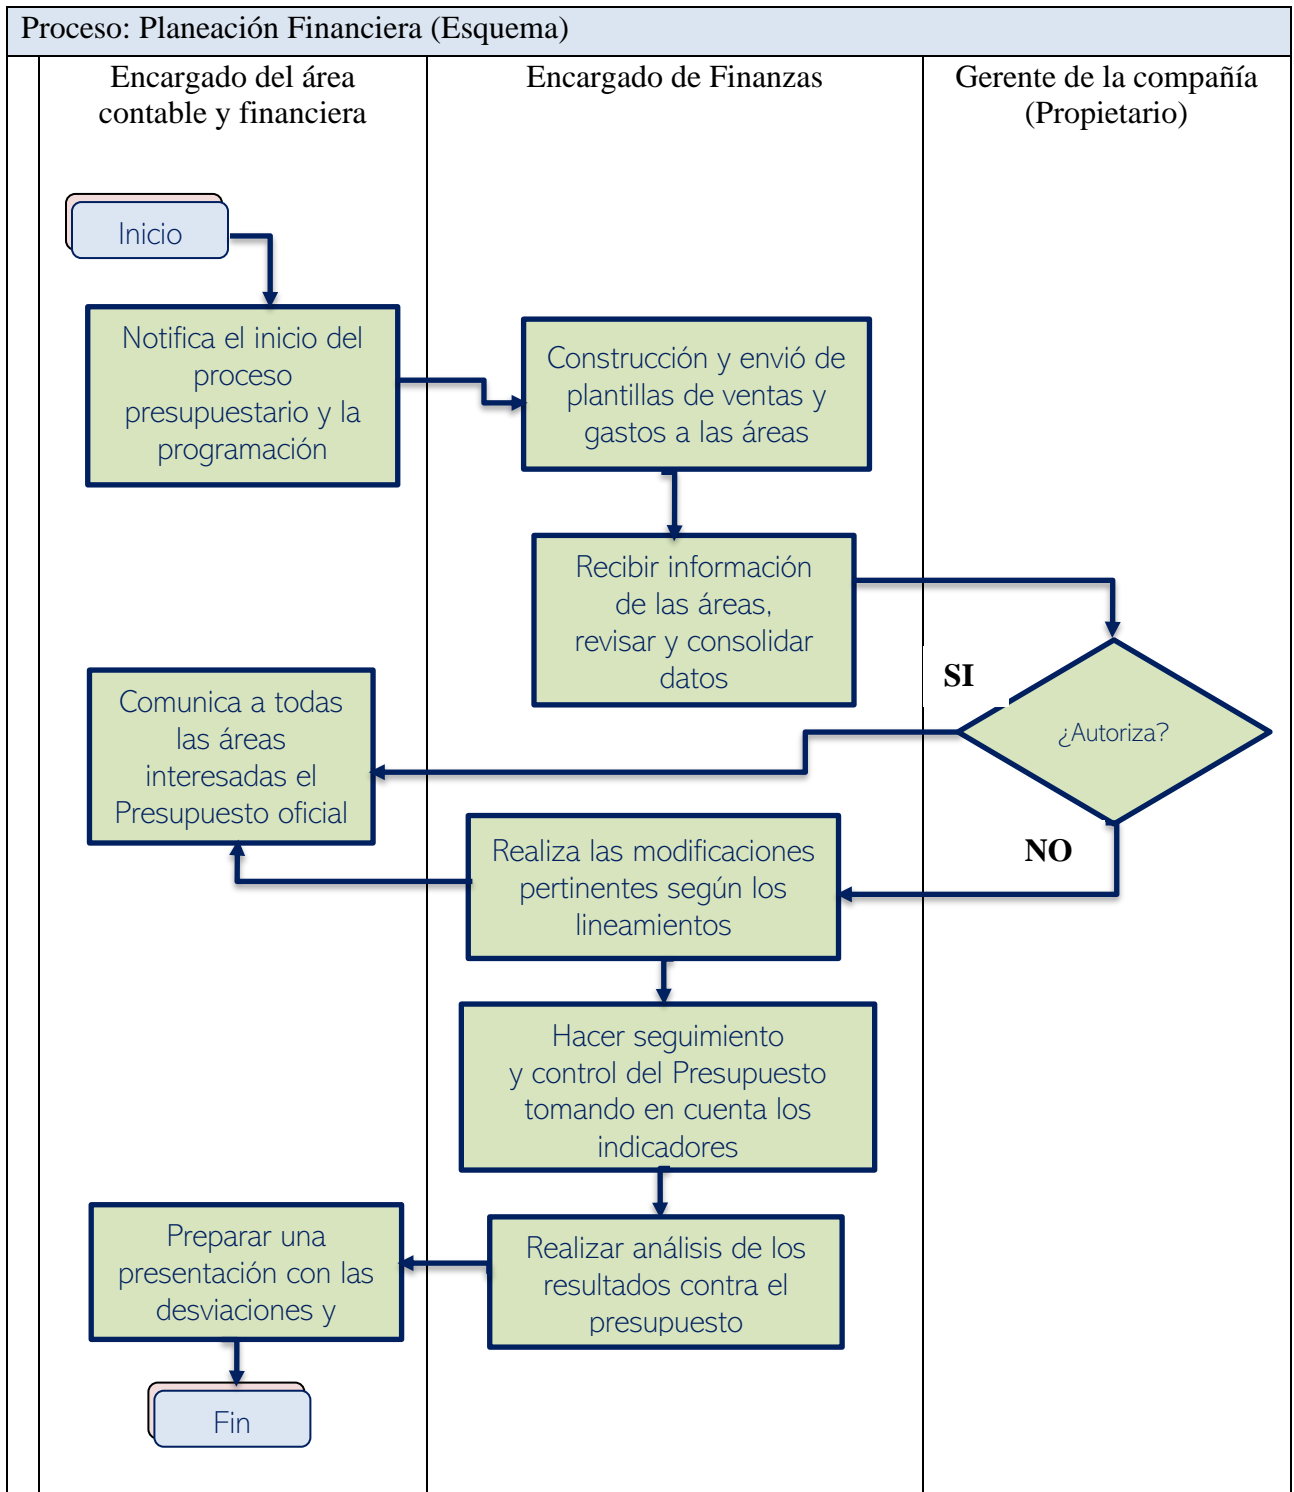 Proceso: Planeación Financiera (Esquema)
Encargado del área
contable y financiera
Encargado de Finanzas
Gerente de la compañía
(Propietario)
Inicio
Notifica el inicio del
proceso
presupuestario y la
programación
Construcción y envió de
plantillas de ventas y
gastos a las áreas
Recibir información
de las áreas,
revisar y consolidar
datos
SI
¿Autoriza?
Comunica a todas
las áreas
interesadas el
Presupuesto oficial
NO
Realiza las modificaciones
pertinentes según los
lineamientos
Hacer seguimiento
y control del Presupuesto
tomando en cuenta los
indicadores
Realizar análisis de los
resultados contra el
presupuesto
Preparar una
presentación con las
desviaciones y
Fin